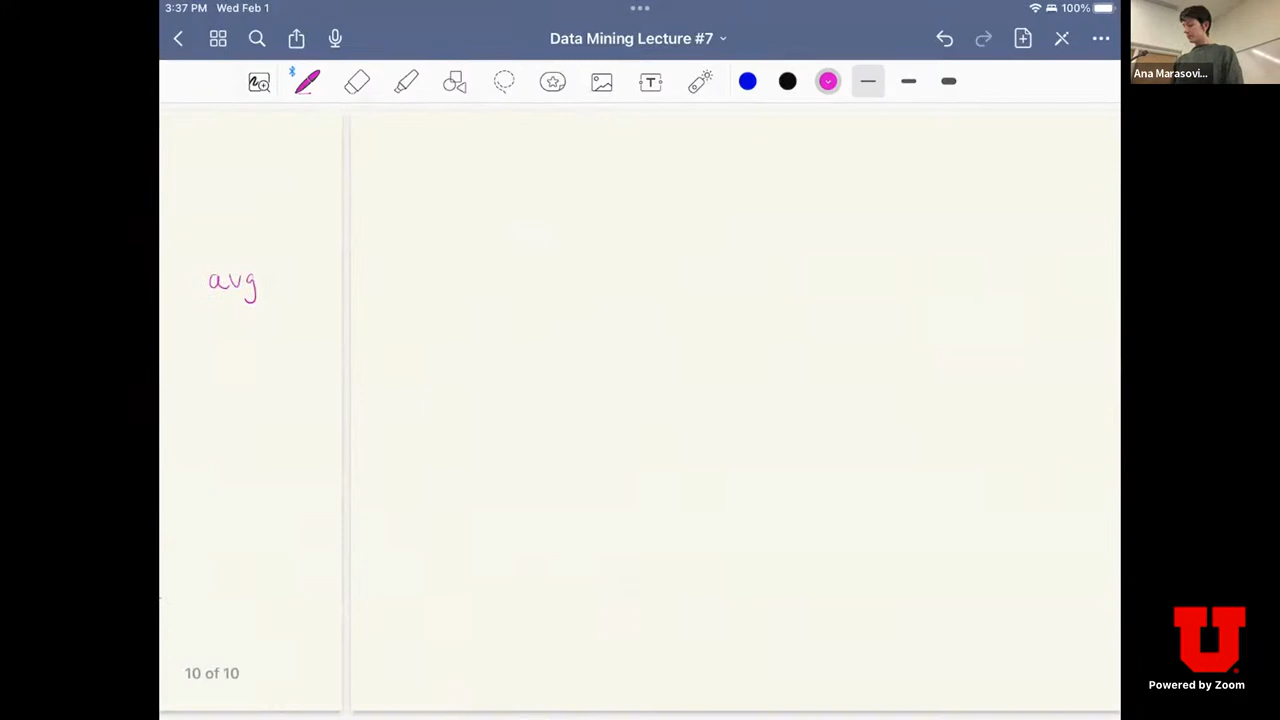 3:37 PM Wed Feb 1
100%
Data Mining Lecture #7
T
Ana Marasovi...
avg
10 of 10
U
Powered by Zoom